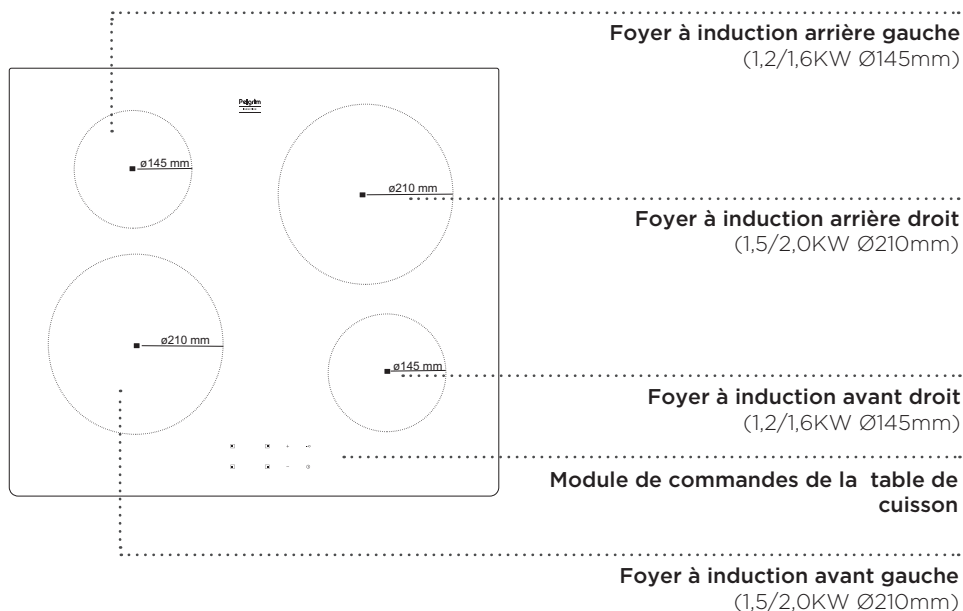 Foyer à induction arrière gauche
(1,2/1,6KW Ø145mm)
Pelgrim
ø145 mm
ø210 mm
Foyer à induction arrière droit
(1,5/2,0KW Ø210mm)
ø210 mm
ø145 mm
Foyer à induction avant droit
(1,2/1,6KW Ø145mm)
Module de commandes de la table de
cuisson
Foyer à induction avant gauche
(1,5/2,0KW Ø210mm)